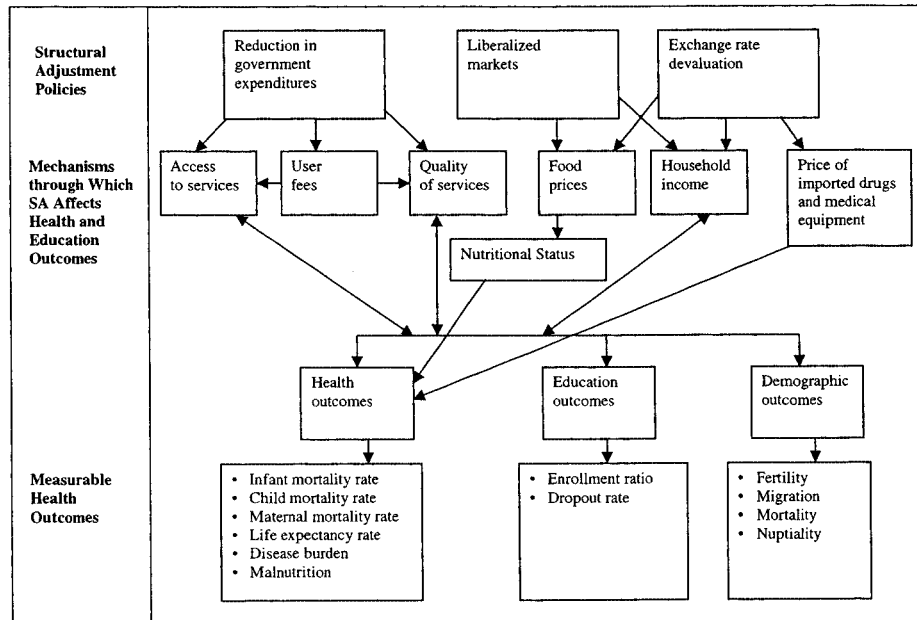 Structural
Adjustment
Policies
Reduction in
government
expenditures
Liberalized
markets
Exchange rate
devaluation
Mechanisms
through Which
SA Affects
Health and
Education
Outcomes
Access
to services
User
fees
Quality
of services
Food
prices
Household
income
Price of
imported drugs
and medical
equipment
Nutritional Status
Health
outcomes
Education
outcomes
Demographic
outcomes
Measurable
Health
Outcomes
• Infant mortality rate
• Child mortality rate
• Maternal mortality rate
• Life expectancy rate
• Disease burden
• Malnutrition
• Enrollment ratio
• Dropout rate
• Fertility
• Migration
• Mortality
• Nuptiality